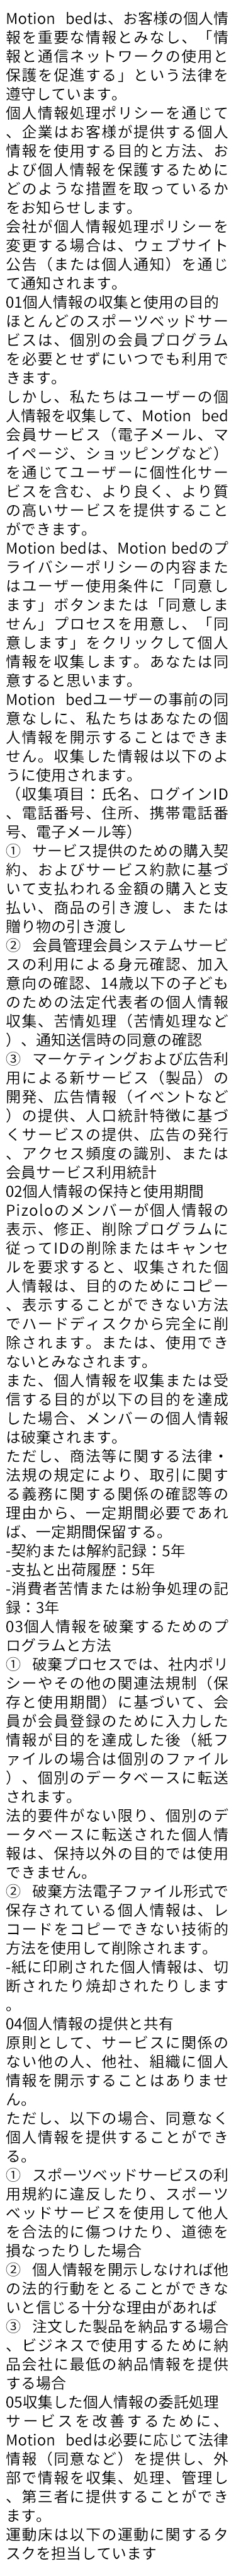 Motion bedは、お客様の個人情
報を重要な情報とみなし、「情
報と通信ネットワークの使用と
保護を促進する」という法律を
遵守しています。
個人情報処理ポリシーを通じて
、企業はお客様が提供する個人
情報を使用する目的と方法、お
よび個人情報を保護するために
どのような措置を取っているか
をお知らせします。
会社が個人情報処理ポリシーを
変更する場合は、ウェブサイト
公告（または個人通知）を通じ
て通知されます。
01個人情報の収集と使用の目的
ほとんどのスポーツベッドサー
ビスは、個別の会員プログラム
を必要とせずにいつでも利用で
きます。
しかし、私たちはユーザーの個
人情報を収集して、Motion bed
会員サービス（電子メール、マ
イページ、ショッピングなど）
を通じてユーザーに個性化サー
ビスを含む、より良く、より質
の高いサービスを提供すること
ができます。
Motion bedは、Motion bedのプ
ライバシーポリシーの内容また
はユーザー使用条件に「同意し
ます」ボタンまたは「同意しま
せん」プロセスを用意し、「同
意します」をクリックして個人
情報を収集します。あなたは同
意すると思います。
Motion bedユーザーの事前の同
意なしに、私たちはあなたの個
人情報を開示することはできま
せん。収集した情報は以下のよ
うに使用されます。
（収集項目：氏名、ログインID
、電話番号、住所、携帯電話番
号、電子メール等）
① サービス提供のための購入契
約、およびサービス約款に基づ
いて支払われる金額の購入と支
払い、商品の引き渡し、または
贈り物の引き渡し
② 会員管理会員システムサービ
スの利用による身元確認、加入
意向の確認、14歳以下の子ども
のための法定代表者の個人情報
収集、苦情処理（苦情処理など
）、通知送信時の同意の確認
③ マーケティングおよび広告利
用による新サービス（製品）の
開発、広告情報（イベントなど
）の提供、人口統計特徴に基づ
くサービスの提供、広告の発行
、アクセス頻度の識別、または
会員サービス利用統計
02個人情報の保持と使用期間
Pizoloのメンバーが個人情報の
表示、修正、削除プログラムに
従ってIDの削除またはキャンセ
ルを要求すると、収集された個
人情報は、目的のためにコピー
、表示することができない方法
でハードディスクから完全に削
除されます。または、使用でき
ないとみなされます。
また、個人情報を収集または受
信する目的が以下の目的を達成
した場合、メンバーの個人情報
は破棄されます。
ただし、商法等に関する法律・
法規の規定により、取引に関す
る義務に関する関係の確認等の
理由から、一定期間必要であれ
ば、一定期間保留する。
-契約または解約記録：5年
-支払と出荷履歴：5年
-消費者苦情または紛争処理の記
録：3年
03個人情報を破棄するためのプ
ログラムと方法
① 破棄プロセスでは、社内ポリ
シーやその他の関連法規制（保
存と使用期間）に基づいて、会
員が会員登録のために入力した
情報が目的を達成した後（紙フ
ァイルの場合は個別のファイル
）、個別のデータベースに転送
されます。
法的要件がない限り、個別のデ
ータベースに転送された個人情
報は、保持以外の目的では使用
できません。
② 破棄方法電子ファイル形式で
保存されている個人情報は、レ
コードをコピーできない技術的
方法を使用して削除されます。
-紙に印刷された個人情報は、切
断されたり焼却されたりします
。
04個人情報の提供と共有
原則として、サービスに関係の
ない他の人、他社、組織に個人
情報を開示することはありませ
ん。
ただし、以下の場合、同意なく
個人情報を提供することができ
る。
① スポーツベッドサービスの利
用規約に違反したり、スポーツ
ベッドサービスを使用して他人
を合法的に傷つけたり、道徳を
損なったりした場合
② 個人情報を開示しなければ他
の法的行動をとることができな
いと信じる十分な理由があれば
③ 注文した製品を納品する場合
、ビジネスで使用するために納
品会社に最低の納品情報を提供
する場合
05収集した個人情報の委託処理
サービスを改善するために、
Motion bedは必要に応じて法律
情報（同意など）を提供し、外
部で情報を収集、処理、管理し
、第三者に提供することができ
ます。
運動床は以下の運動に関するタ
スクを担当しています